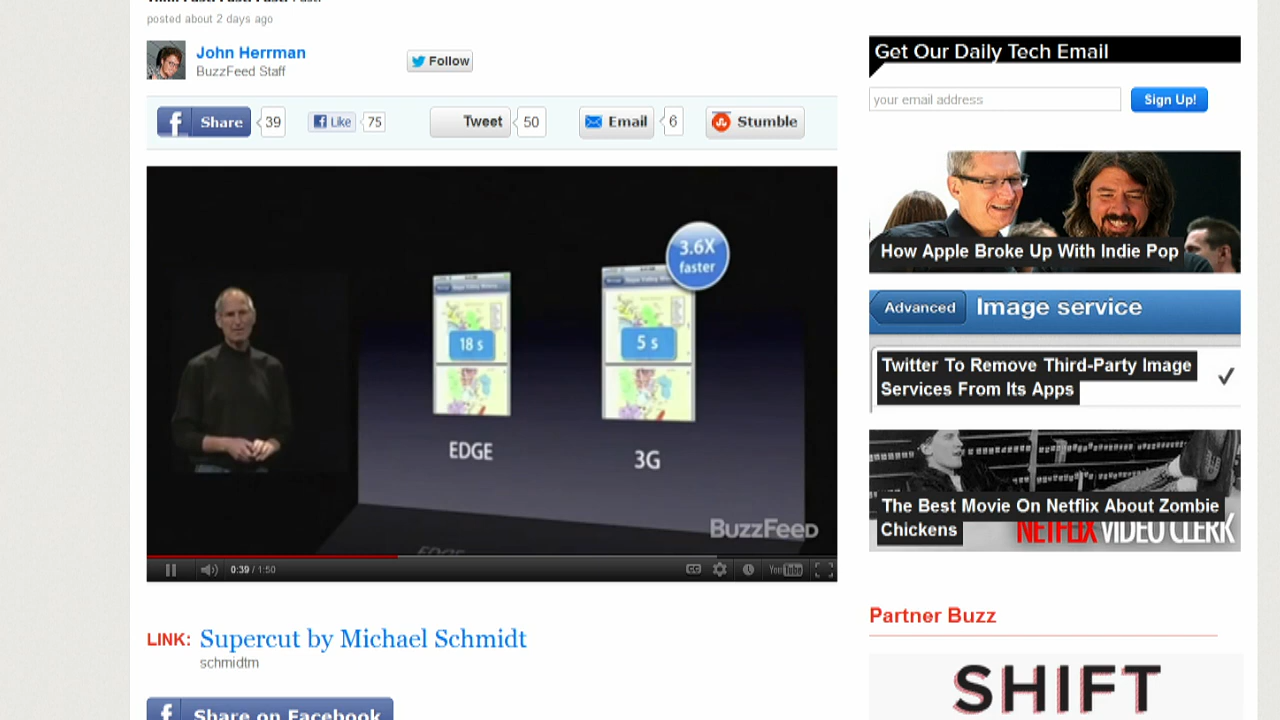 posted about 2 days ago
John Herrman
BuzzFeed Staff
Follow
Share 39
Like 75
Tweet 50
Email 6
Stumble
3.6X
faster
18 s
5 s
EDGE
3G
BuzzFeed
EDGE
0:39 / 1:50
CC
YouTube
LINK: Supercut by Michael Schmidt
schmidtm
Share on Facebook
Get Our Daily Tech Email
your email address
Sign Up!
How Apple Broke Up With Indie Pop
Advanced
Image service
Twitter To Remove Third-Party Image
Services From Its Apps
The Best Movie On Netflix About Zombie
Chickens
NETFLIX VIDEO CLERK
Partner Buzz
SHIFT